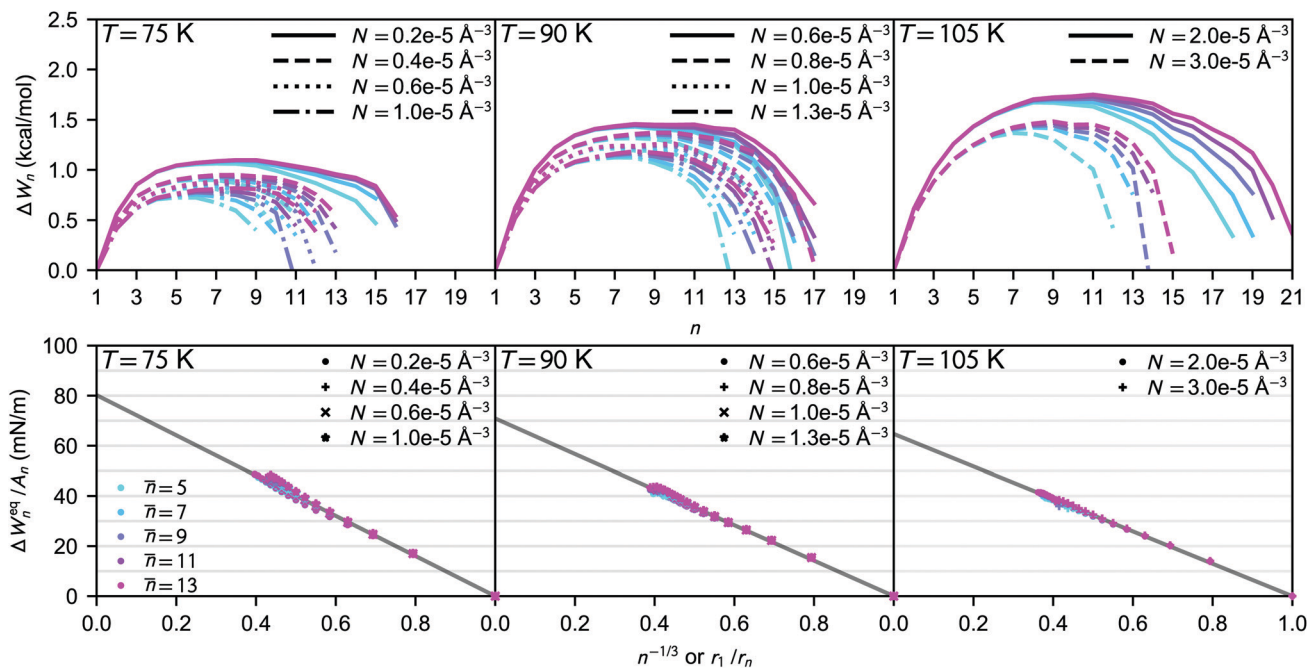 2.5
2.0
1.5
1.0
0.5
0.0
ΔWₙ (kcal/mol)
T = 75 K
N = 0.2e-5 Å⁻³
N = 0.4e-5 Å⁻³
N = 0.6e-5 Å⁻³
N = 1.0e-5 Å⁻³
T = 90 K
N = 0.6e-5 Å⁻³
N = 0.8e-5 Å⁻³
N = 1.0e-5 Å⁻³
N = 1.3e-5 Å⁻³
T = 105 K
N = 2.0e-5 Å⁻³
N = 3.0e-5 Å⁻³
1 3 5 7 9 11 13 15 17 19 1 3 5 7 9 11 13 15 17 19 1 3 5 7 9 11 13 15 17 19 21
n
100
80
60
40
20
0
ΔWₙᵉq/Aₙ (mN/m)
T = 75 K
N = 0.2e-5 Å⁻³
N = 0.4e-5 Å⁻³
N = 0.6e-5 Å⁻³
N = 1.0e-5 Å⁻³
n̅ = 5
n̅ = 7
n̅ = 9
n̅ = 11
n̅ = 13
T = 90 K
N = 0.6e-5 Å⁻³
N = 0.8e-5 Å⁻³
N = 1.0e-5 Å⁻³
N = 1.3e-5 Å⁻³
T = 105 K
N = 2.0e-5 Å⁻³
N = 3.0e-5 Å⁻³
0.0 0.2 0.4 0.6 0.8 0.0 0.2 0.4 0.6 0.8 0.0 0.2 0.4 0.6 0.8 1.0
n⁻¹/³ or r₁/rₙ